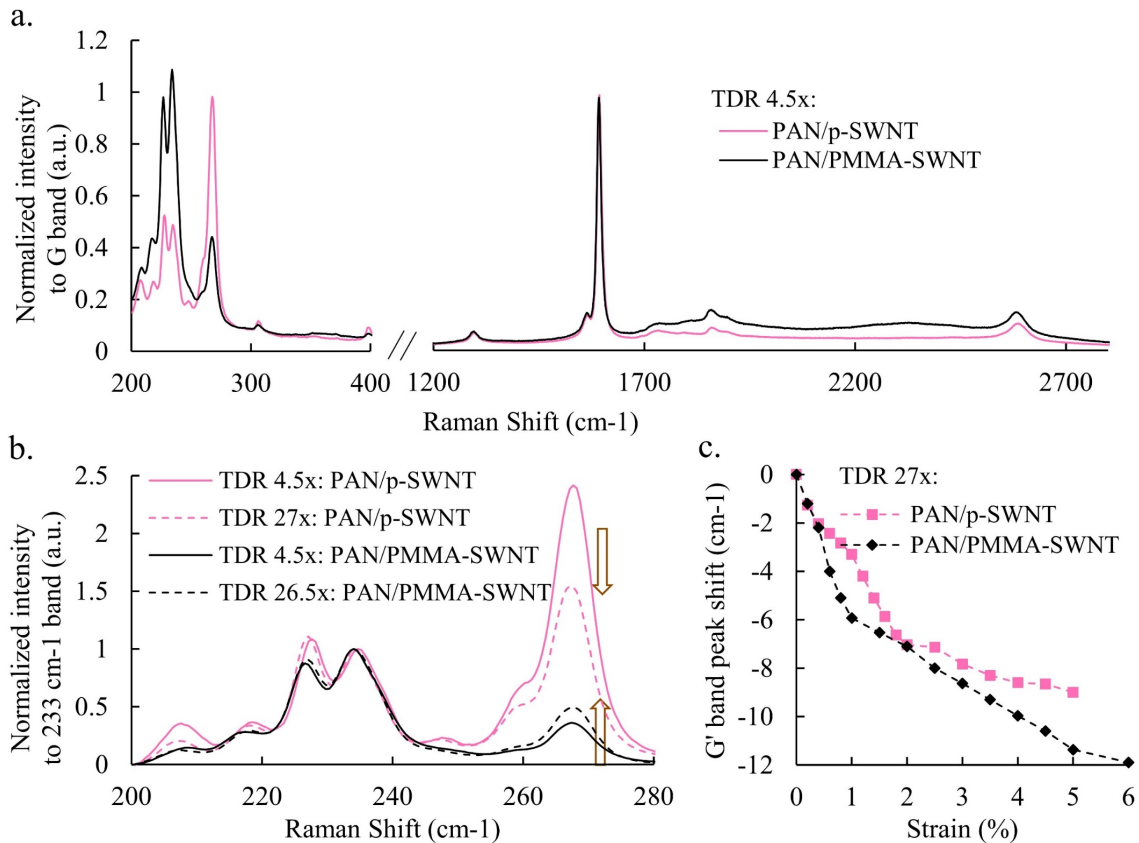 a.
Normalized intensity
to G band (a.u.)
1.2
1
0.8
0.6
0.4
0.2
0
200
300
400
1200
1700
2200
2700
Raman Shift (cm-1)
TDR 4.5x:
PAN/p-SWNT
PAN/PMMA-SWNT
b.
Normalized intensity
to 233 cm-1 band (a.u.)
2.5
2
1.5
1
0.5
0
200
220
240
260
280
Raman Shift (cm-1)
TDR 4.5x: PAN/p-SWNT
TDR 27x: PAN/p-SWNT
TDR 4.5x: PAN/PMMA-SWNT
TDR 26.5x: PAN/PMMA-SWNT
c.
G' band peak shift (cm-1)
0
-2
-4
-6
-8
-10
-12
0
1
2
3
4
5
6
Strain (%)
TDR 27x:
PAN/p-SWNT
PAN/PMMA-SWNT